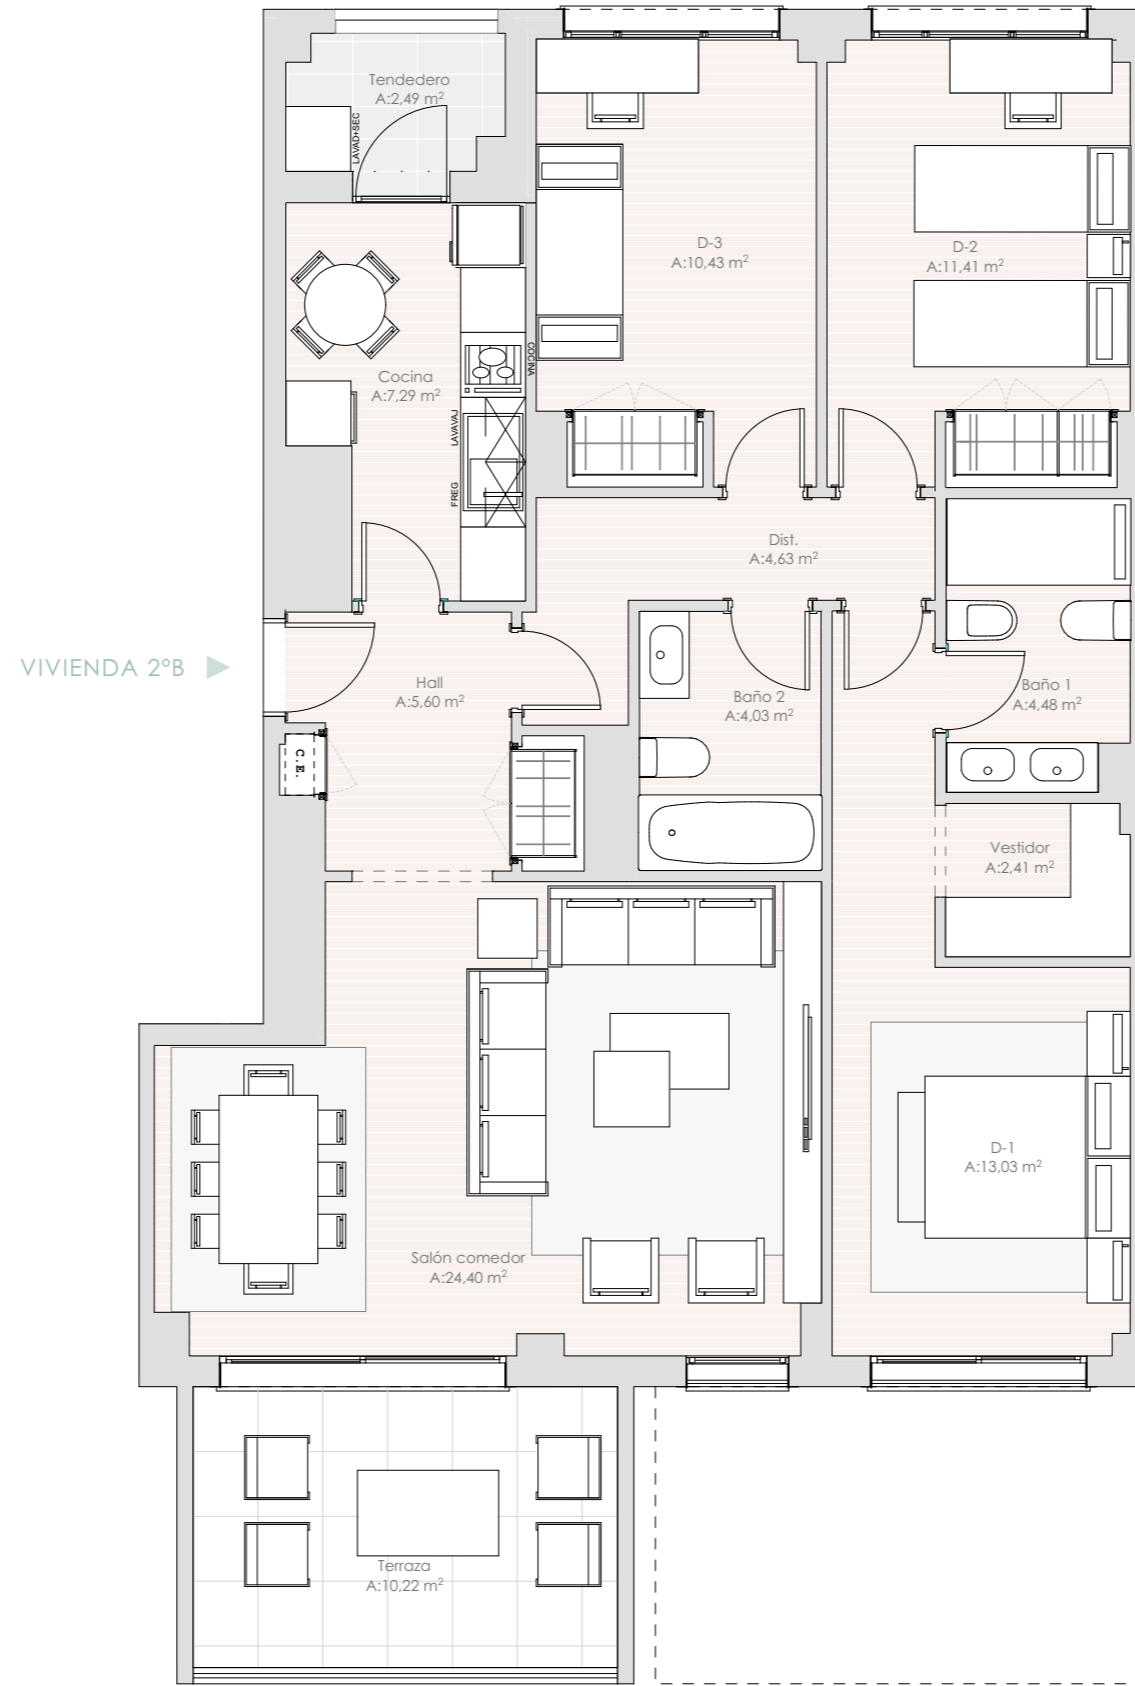 Tendedero
A:2,49 m²
LAVAD+SEC
D-3
A:10,43 m²
D-2
A:11,41 m²
COCINA
Cocina
A:7,29 m²
LAVAVAJ
FREG
Dist.
A:4,63 m²
VIVIENDA 2ºB
Hall
A:5,60 m²
Baño 2
A:4,03 m²
Baño 1
A:4,48 m²
C.E.
Vestidor
A:2,41 m²
D-1
A:13,03 m²
Salón comedor
A:24,40 m²
Terraza
A:10,22 m²